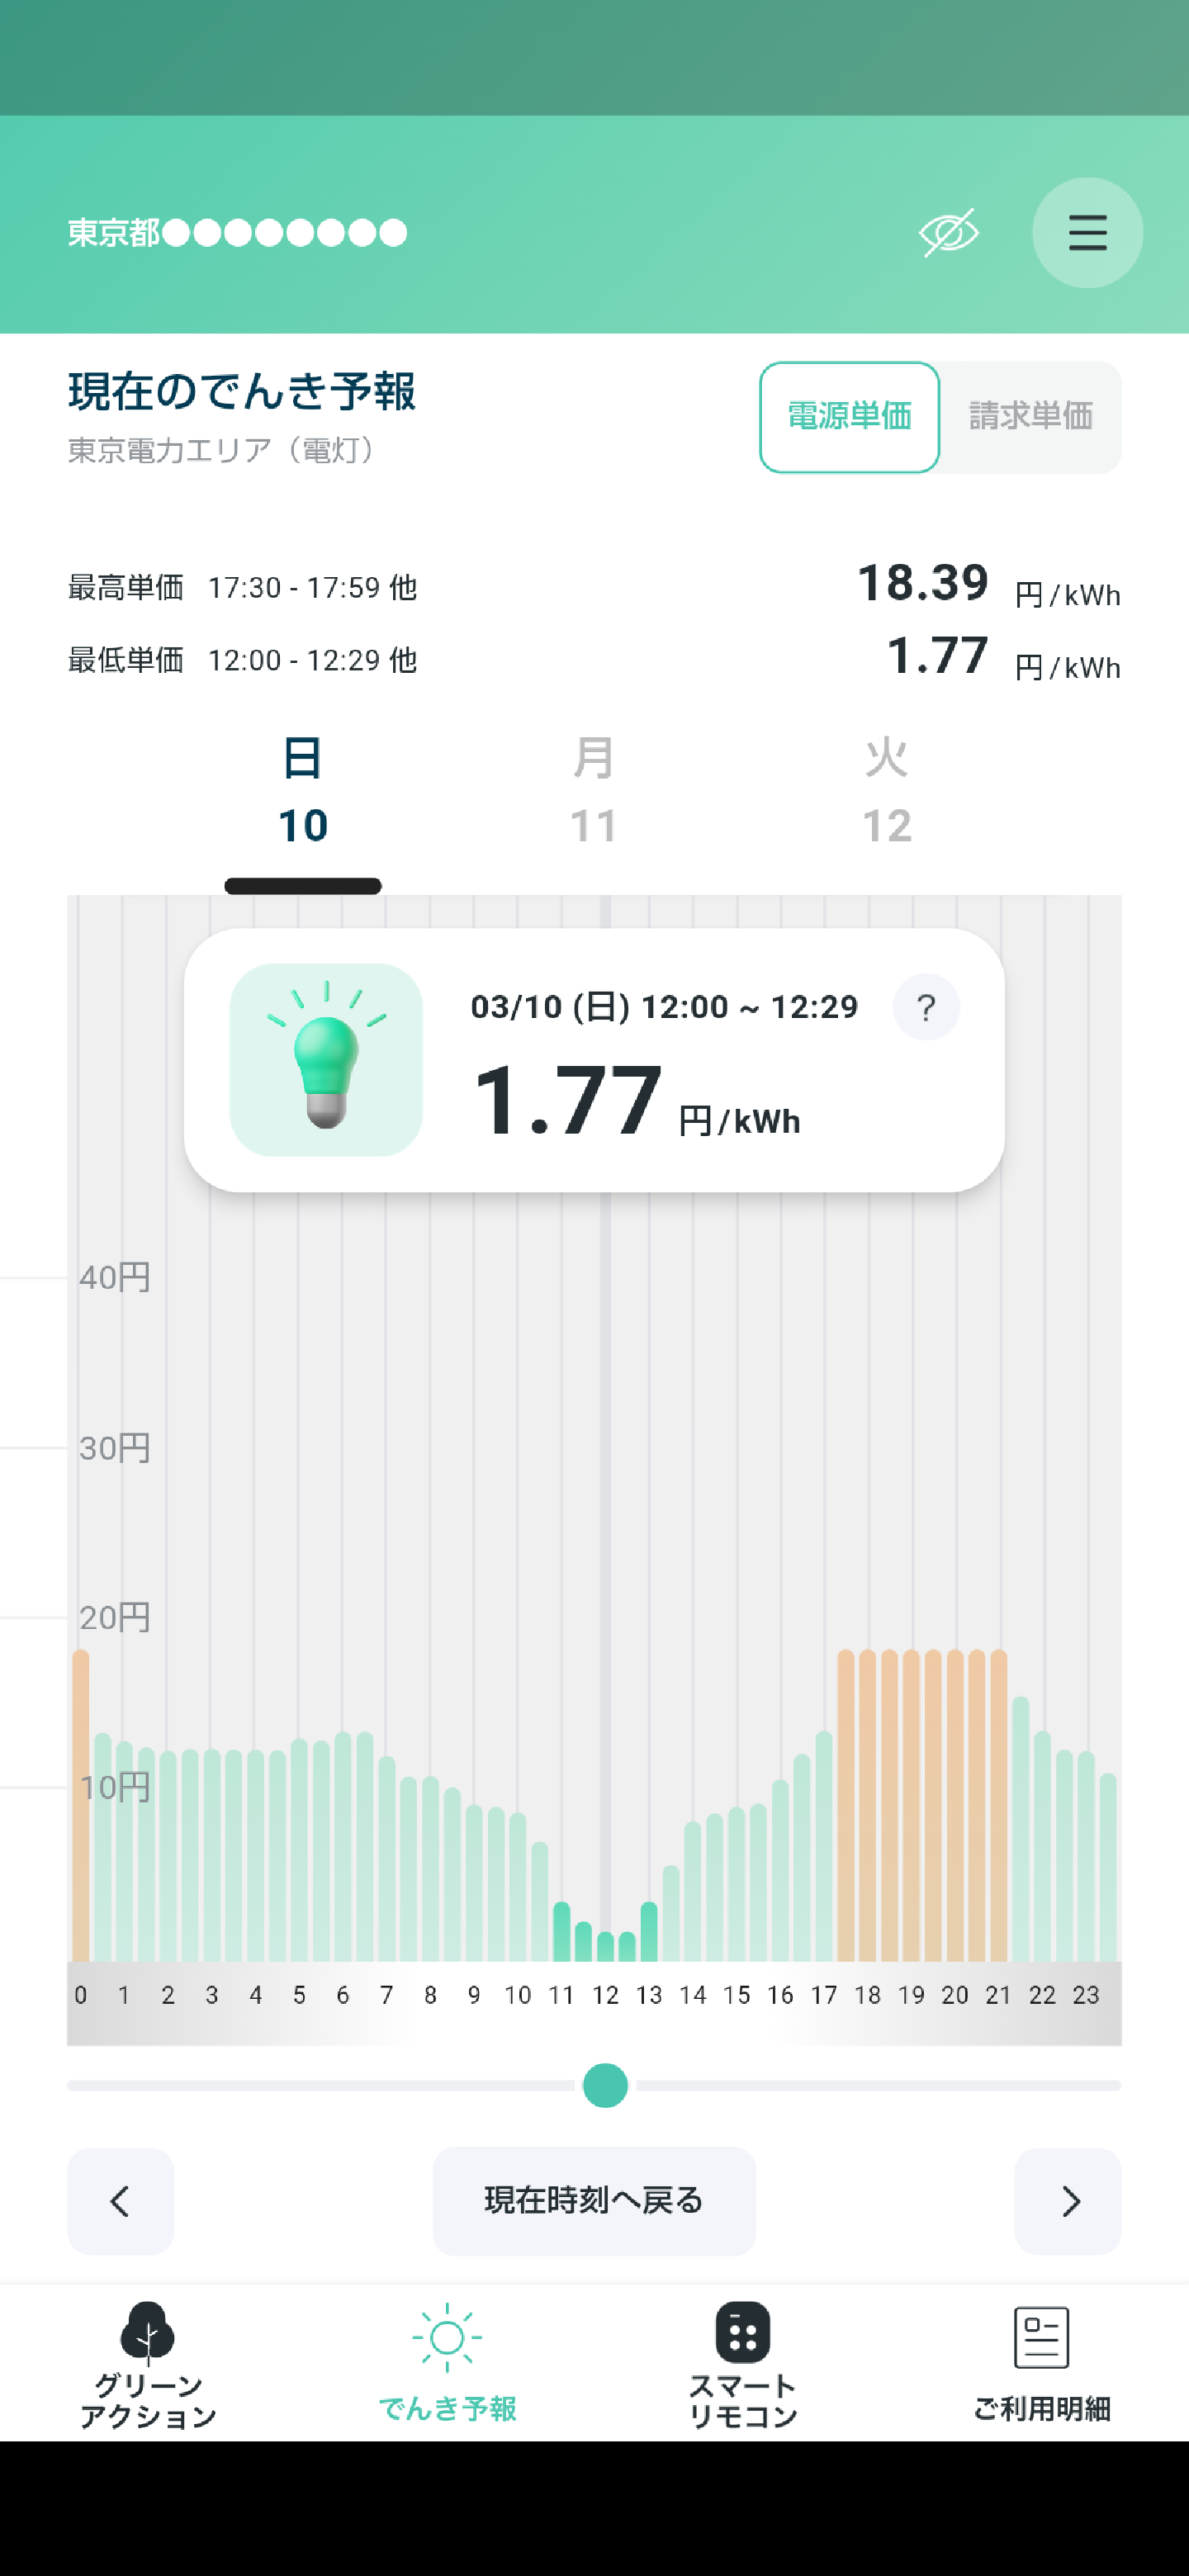 東京都●●●●●●●●
現在のでんき予報
東京電力エリア（電灯）
電源単価 請求単価
最高単価 17:30 - 17:59 他 18.39 円/kWh
最低単価 12:00 - 12:29 他 1.77 円/kWh
日 月 火
10 11 12
03/10 (日) 12:00 ~ 12:29 ?
1.77 円/kWh
40円
30円
20円
10円
0 1 2 3 4 5 6 7 8 9 10 11 12 13 14 15 16 17 18 19 20 21 22 23
現在時刻へ戻る
グリーン
アクション
でんき予報
スマート
リモコン
ご利用明細